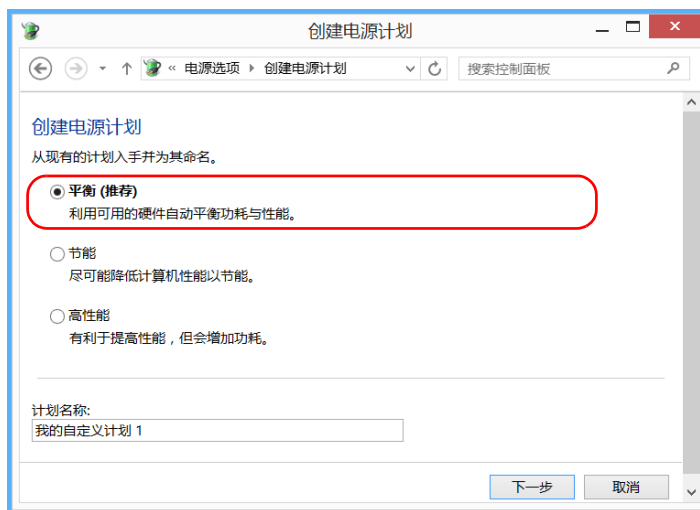 创建电源计划
« 电源选项 创建电源计划 搜索控制面板
创建电源计划
从现有的计划入手并为其命名。
平衡 (推荐)
利用可用的硬件自动平衡功耗与性能。
节能
尽可能降低计算机性能以节能。
高性能
有利于提高性能，但会增加功耗。
计划名称:
我的自定义计划 1
下一步 取消